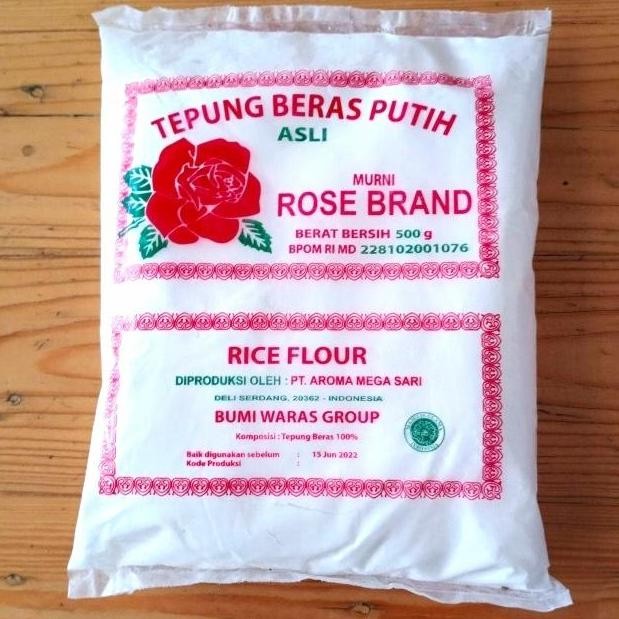 TEPUNG BERAS PUTIH
ASLI
MURNI
ROSE BRAND
BERAT BERSIH 500 g
BPOM RI MD 228102001076
RICE FLOUR
DIPRODUKSI OLEH : PT. AROMA MEGA SARI
DELI SERDANG, 20362 - INDONESIA
BUMI WARAS GROUP
Komposisi : Tepung Beras 100%
Baik digunakan sebelum : 15 Jun 2022
Kode Produksi :